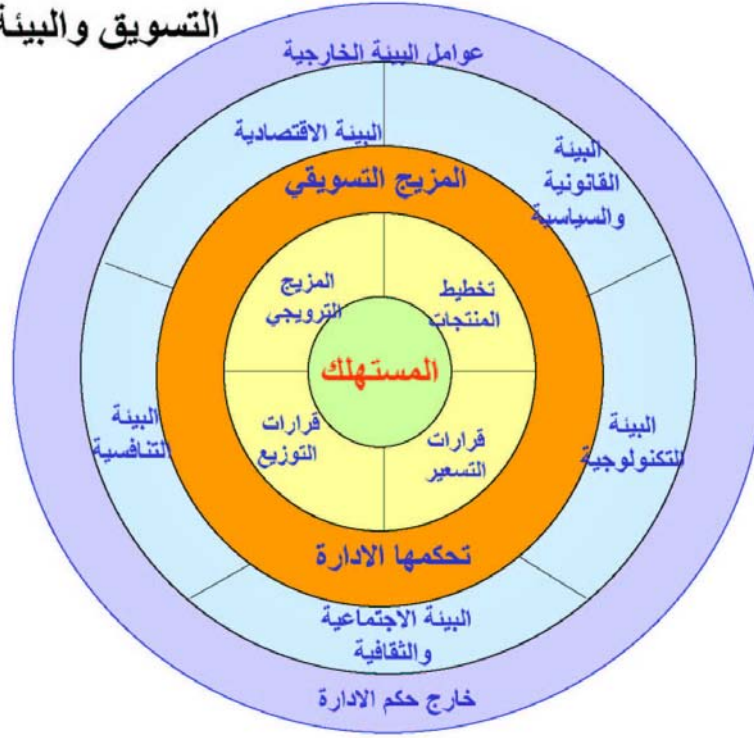 التسويق والبيئة
عوامل البيئة الخارجية
البيئة الاقتصادية
البيئة
القانونية
والسياسية
المزيج التسويقي
تخطيط
المنتجات
المزيج
الترويجي
المستهلك
البيئة
التكنولوجية
البيئة
التنافسية
قرارات
التسعير
قرارات
التوزيع
تحكمها الادارة
البيئة الاجتماعية
والثقافية
خارج حكم الادارة